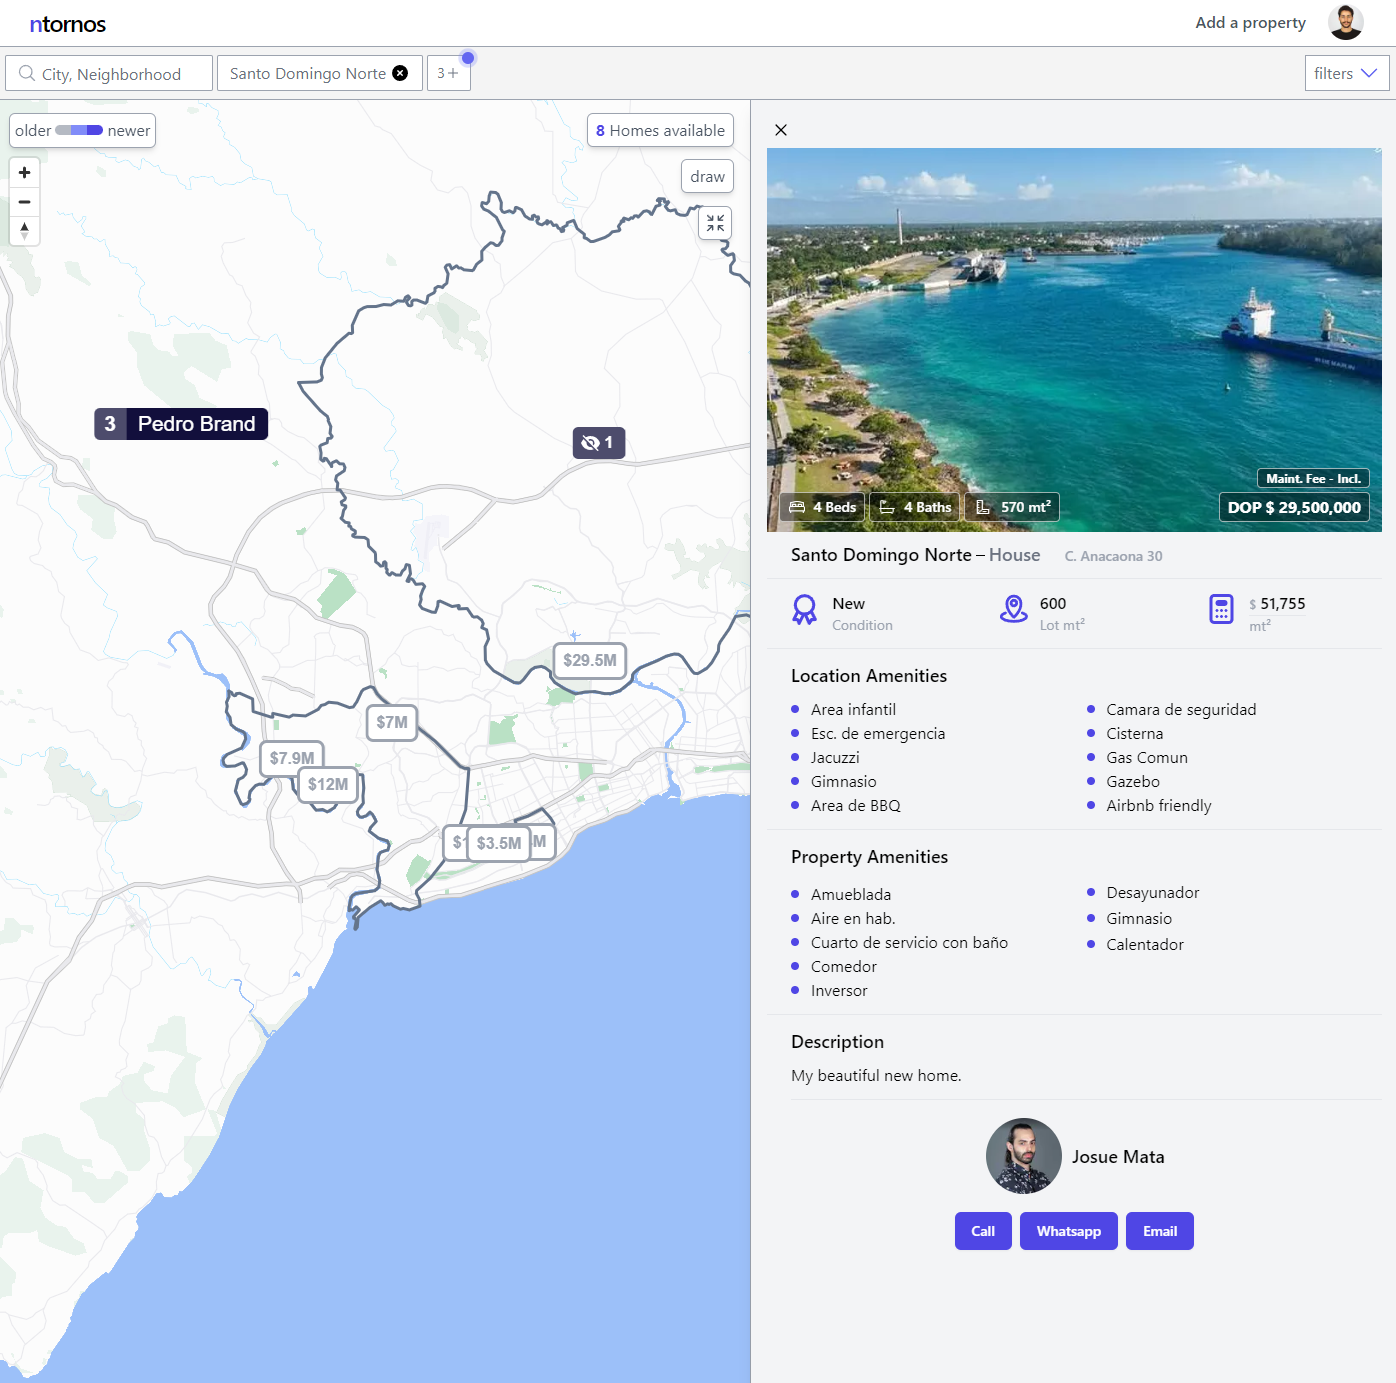 ntornos
Add a property
City, Neighborhood
Santo Domingo Norte
3+
filters
older
newer
8 Homes available
draw
3 Pedro Brand
1
$29.5M
$7M
$7.9M
$12M
$3.5M
Maint. Fee - Incl.
4 Beds
4 Baths
570 mt²
DOP $ 29,500,000
Santo Domingo Norte – House
C. Anacaona 30
New
Condition
600
Lot mt²
$ 51,755
mt²
Location Amenities
Area infantil
Esc. de emergencia
Jacuzzi
Gimnasio
Area de BBQ
Camara de seguridad
Cisterna
Gas Comun
Gazebo
Airbnb friendly
Property Amenities
Amueblada
Aire en hab.
Cuarto de servicio con baño
Comedor
Inversor
Desayunador
Gimnasio
Calentador
Description
My beautiful new home.
Josue Mata
Call
Whatsapp
Email